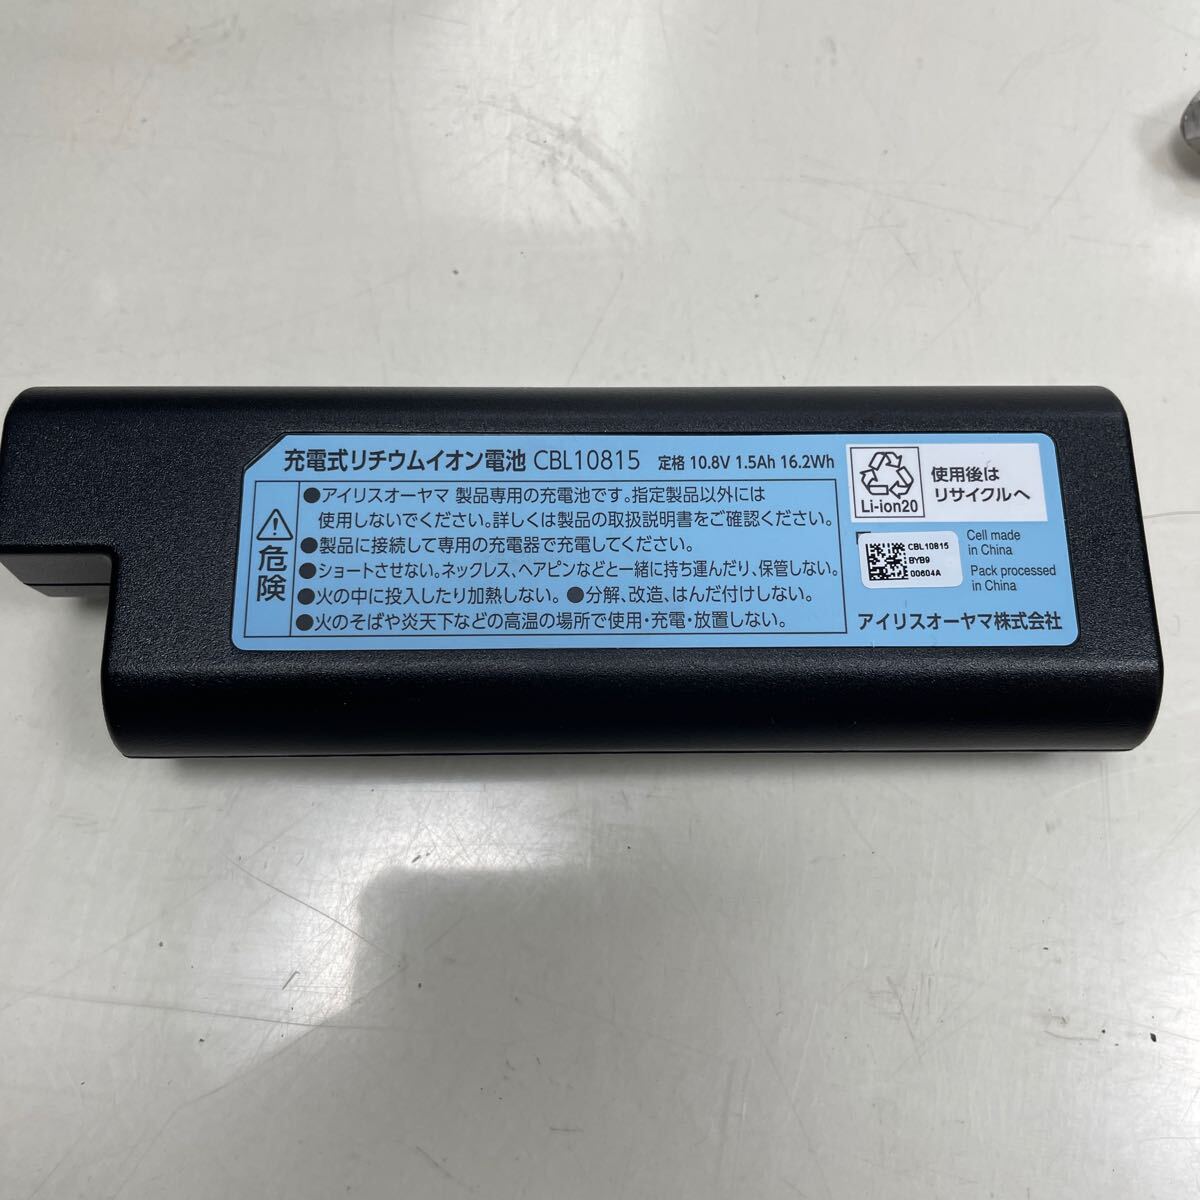 充電式リチウムイオン電池 CBL10815 定格 10.8V 1.5Ah 16.2Wh
危険
●アイリスオーヤマ 製品専用の充電池です。指定製品以外には
使用しないでください。詳しくは製品の取扱説明書をご確認ください。
●製品に接続して専用の充電器で充電してください。
●ショートさせない。ネックレス、ヘアピンなどと一緒に持ち運んだり、保管しない。
●火の中に投入したり加熱しない。 ●分解、改造、はんだ付けしない。
●火のそばや炎天下などの高温の場所で使用・充電・放置しない。
Li-ion20
使用後は
リサイクルへ
CBL10815
BYB9
00604A
Cell made
in China
Pack processed
in China
アイリスオーヤマ株式会社